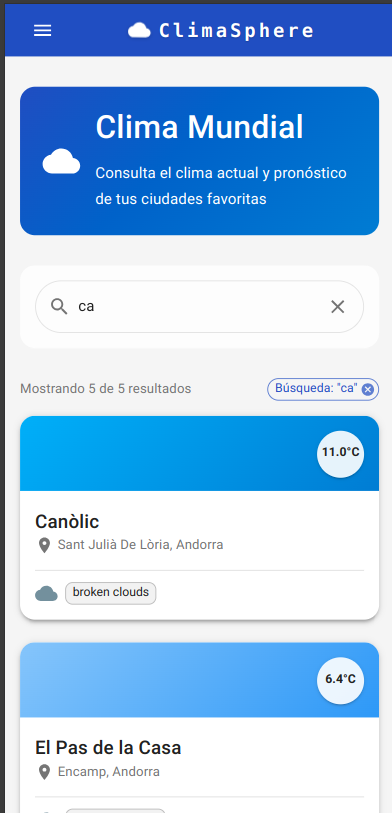 ClimaSphere
Clima Mundial
Consulta el clima actual y pronóstico
de tus ciudades favoritas
ca
Mostrando 5 de 5 resultados
Búsqueda: "ca"
11.0°C
Canòlic
Sant Julià De Lòria, Andorra
broken clouds
6.4°C
El Pas de la Casa
Encamp, Andorra